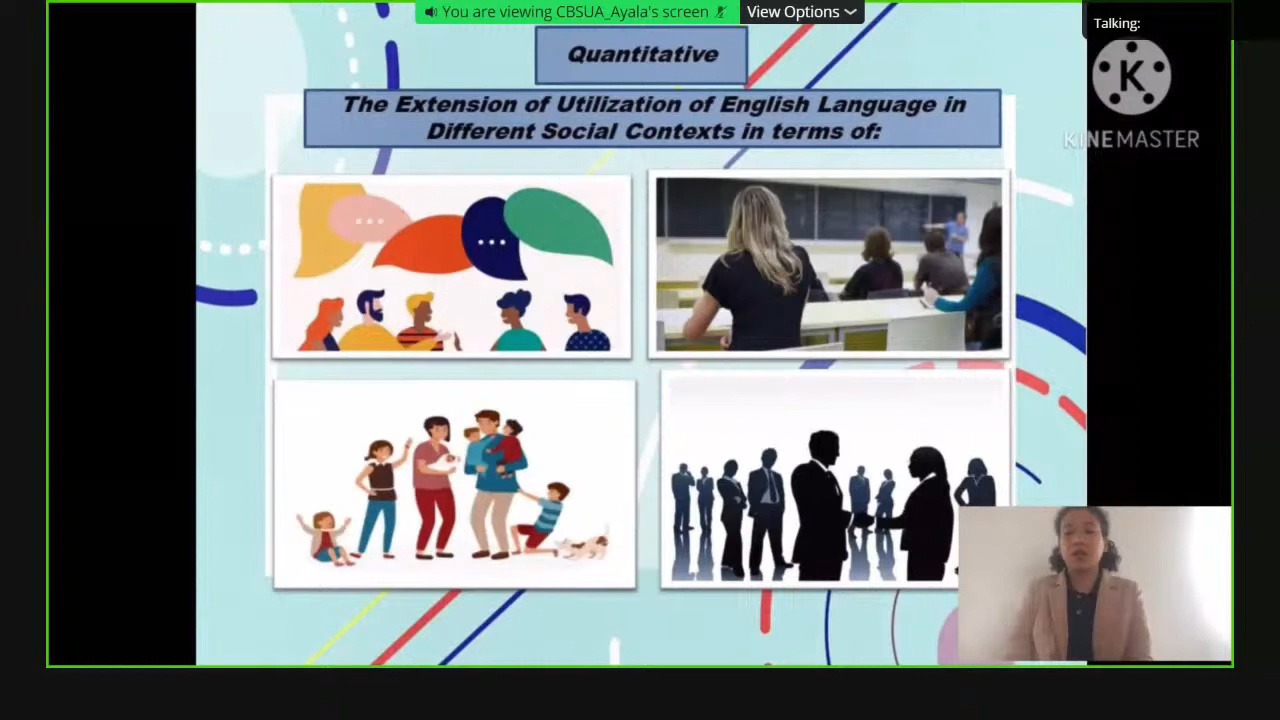 You are viewing CBSUA_Ayala's screen
View Options
Talking:
Quantitative
K
KINEMASTER
The Extension of Utilization of English Language in
Different Social Contexts in terms of: